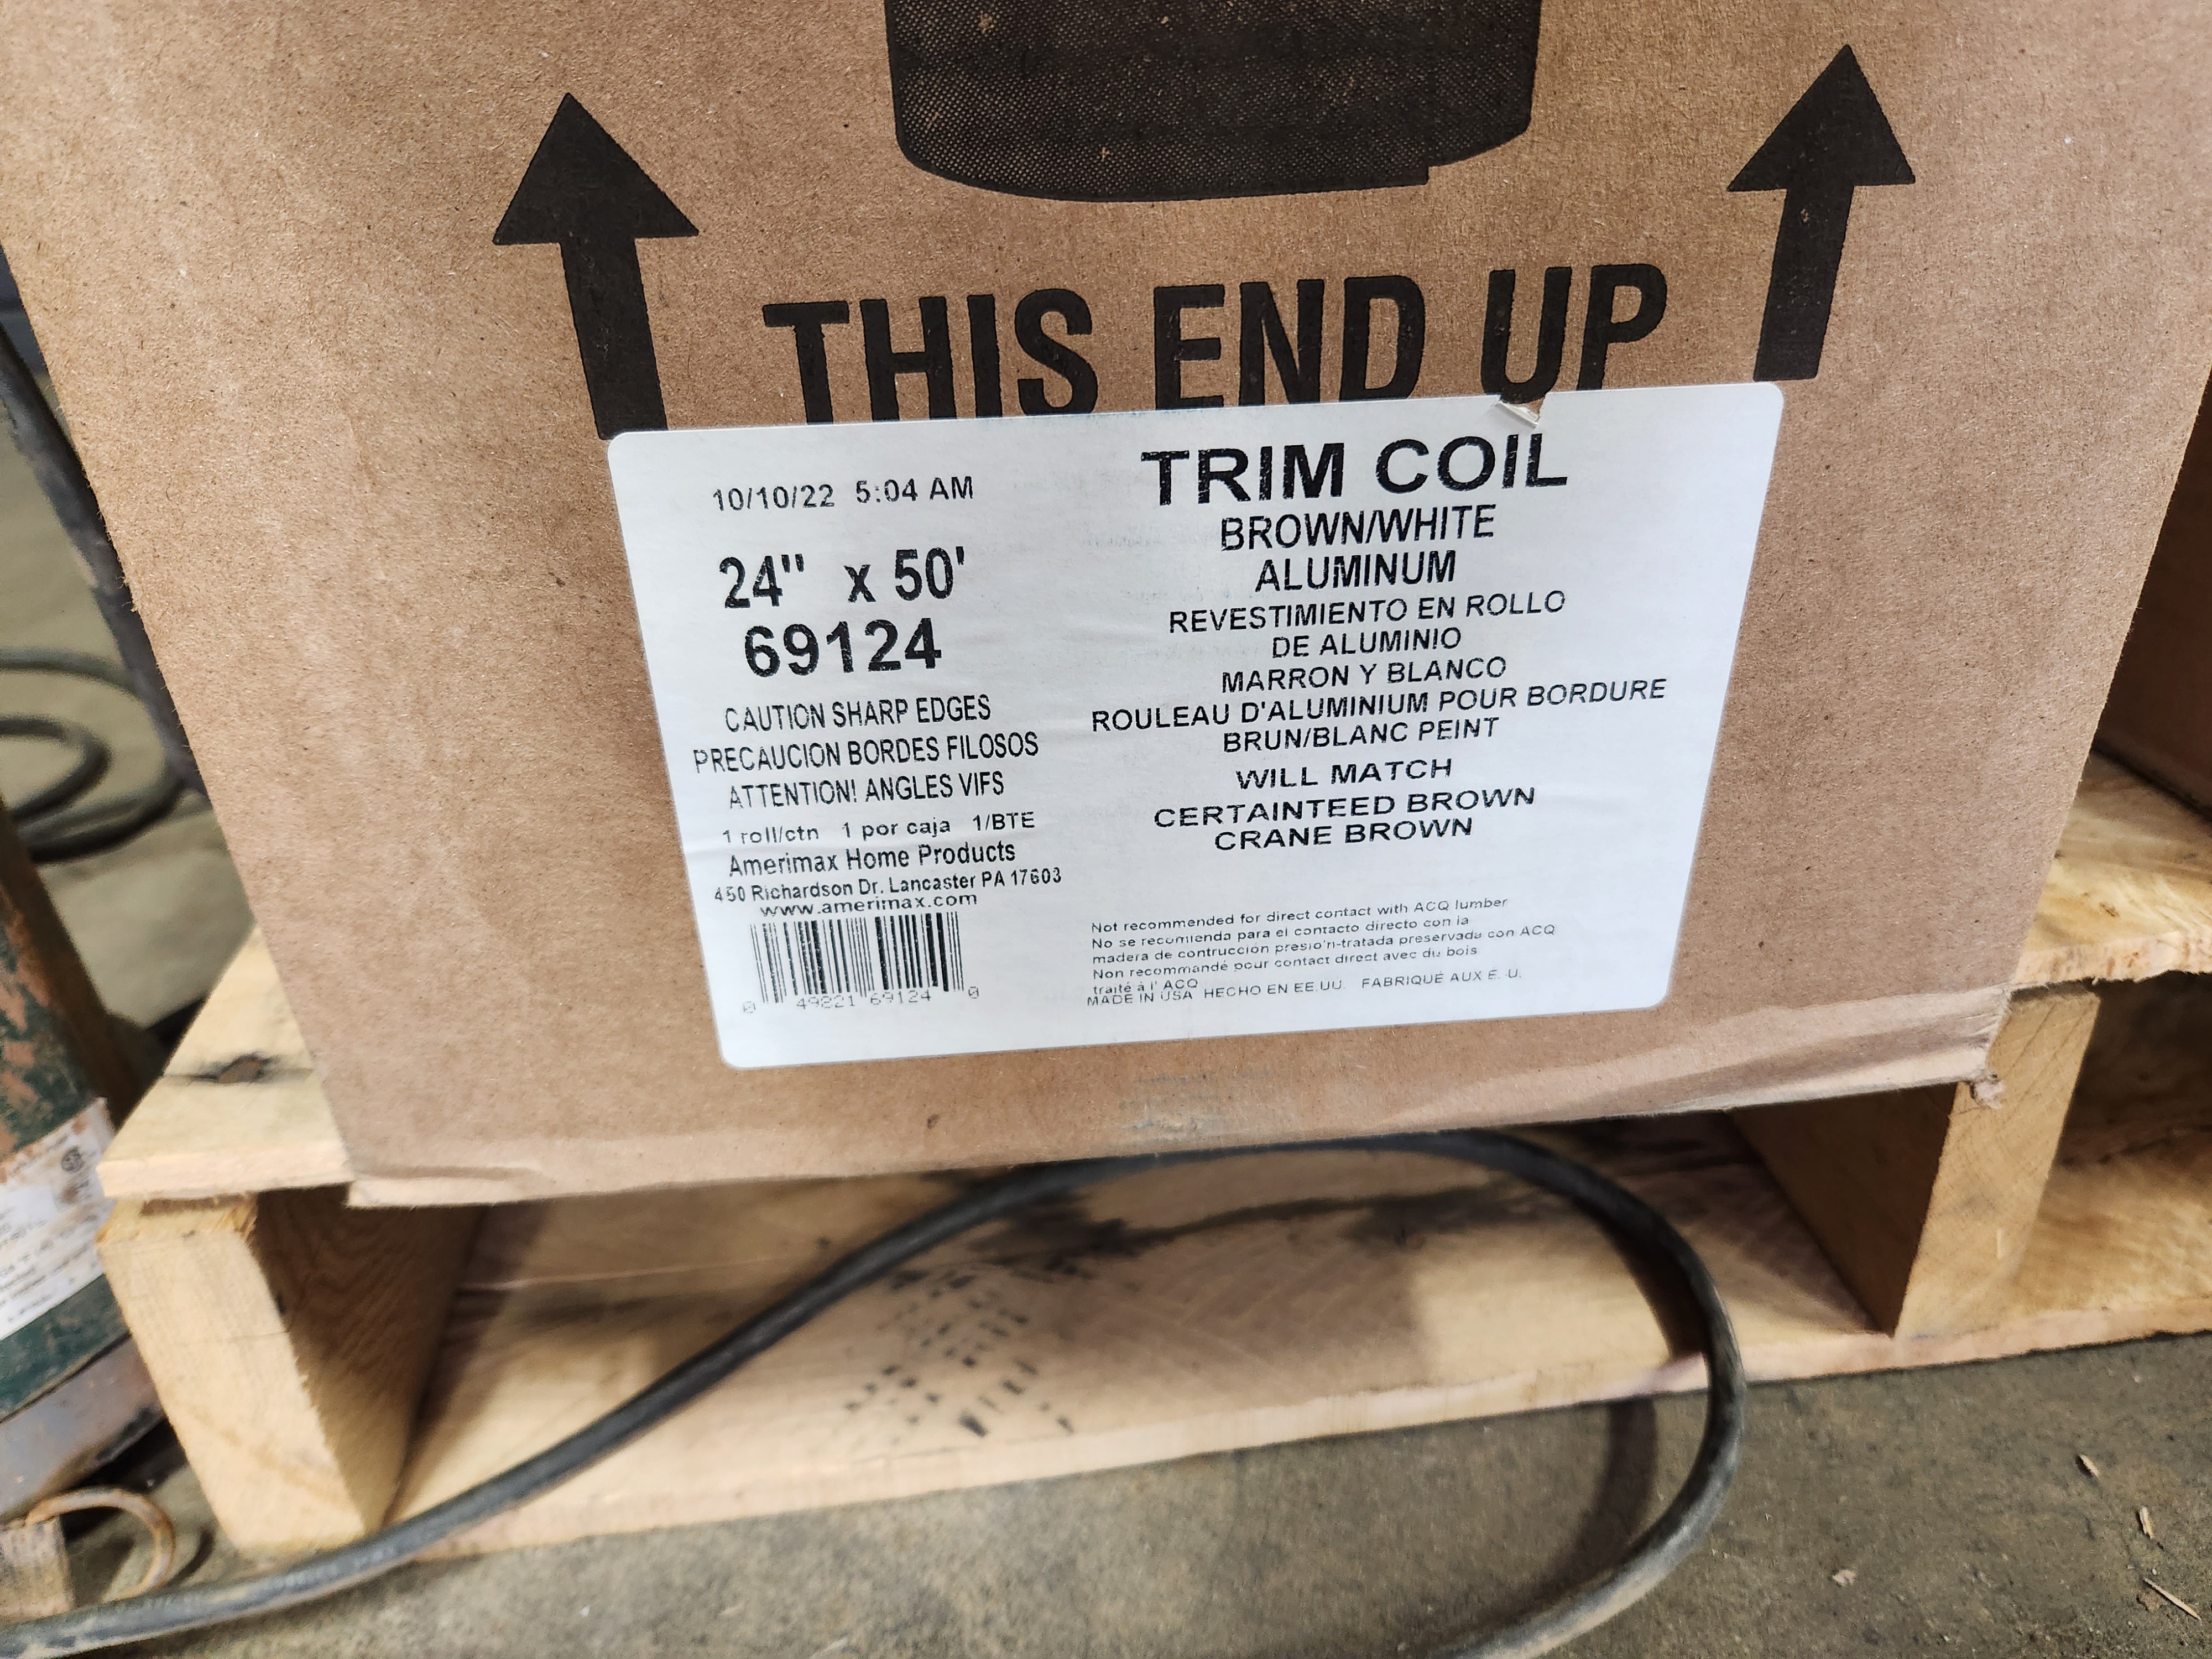 THIS END UP
10/10/22 5:04 AM
24" x 50'
69124
CAUTION SHARP EDGES
PRECAUCION BORDES FILOSOS
ATTENTION! ANGLES VIFS
1 roll/ctn 1 por caja 1/BTE
Amerimax Home Products
450 Richardson Dr. Lancaster PA 17603
www.amerimax.com
0 49221 69124 0
TRIM COIL
BROWN/WHITE
ALUMINUM
REVESTIMIENTO EN ROLLO
DE ALUMINIO
MARRON Y BLANCO
ROULEAU D'ALUMINIUM POUR BORDURE
BRUN/BLANC PEINT
WILL MATCH
CERTAINTEED BROWN
CRANE BROWN
Not recommended for direct contact with ACQ lumber
No se recomienda para el contacto directo con la
madera de contrucción presio'n-tratada preservada con ACQ
Non recommandé pour contact direct avec du bois
traité à l' ACQ
MADE IN USA HECHO EN EE.UU. FABRIQUÉ AUX E. U.